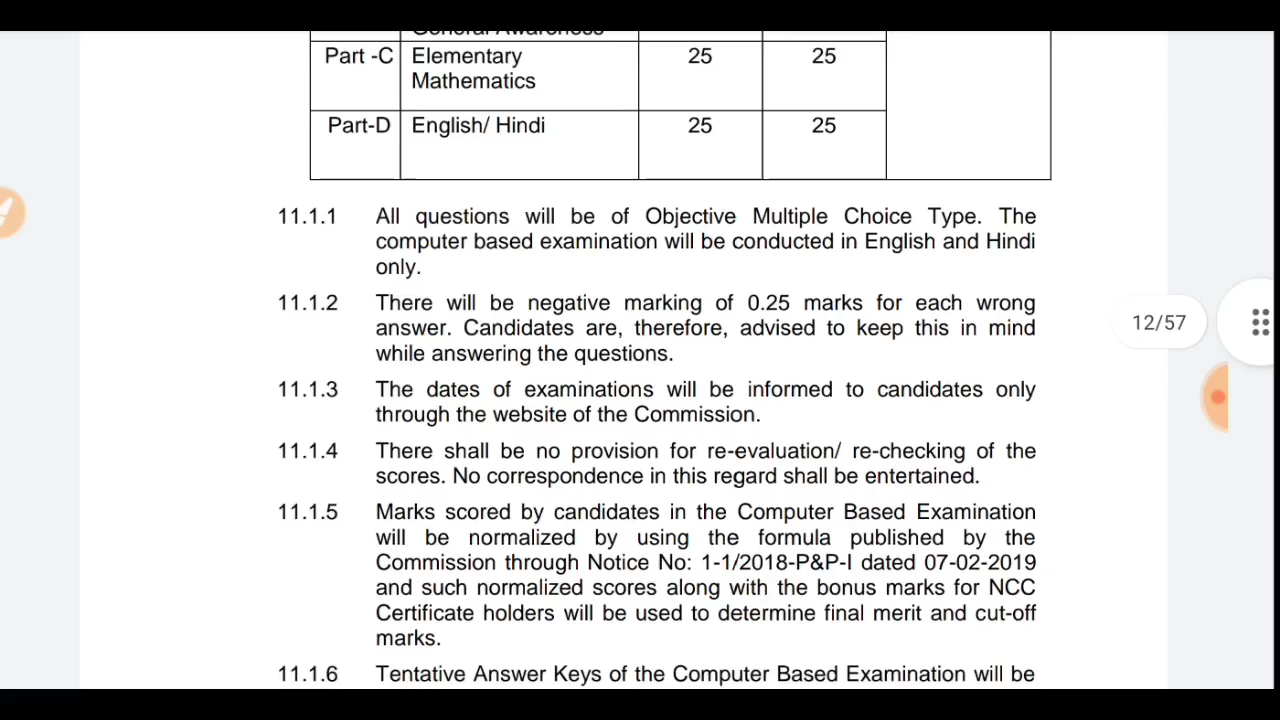 General Awareness
Part -C Elementary 25 25
Mathematics
Part-D English/ Hindi 25 25
11.1.1 All questions will be of Objective Multiple Choice Type. The
computer based examination will be conducted in English and Hindi
only.
11.1.2 There will be negative marking of 0.25 marks for each wrong
answer. Candidates are, therefore, advised to keep this in mind
while answering the questions.
11.1.3 The dates of examinations will be informed to candidates only
through the website of the Commission.
11.1.4 There shall be no provision for re-evaluation/ re-checking of the
scores. No correspondence in this regard shall be entertained.
11.1.5 Marks scored by candidates in the Computer Based Examination
will be normalized by using the formula published by the
Commission through Notice No: 1-1/2018-P&P-I dated 07-02-2019
and such normalized scores along with the bonus marks for NCC
Certificate holders will be used to determine final merit and cut-off
marks.
11.1.6 Tentative Answer Keys of the Computer Based Examination will be
12/57